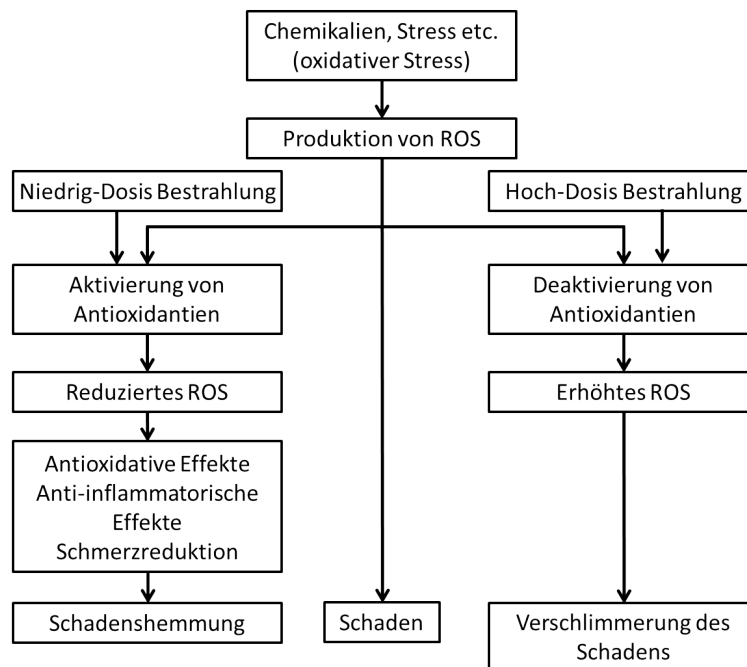 Chemikalien, Stress etc.
(oxidativer Stress)
Produktion von ROS
Niedrig-Dosis Bestrahlung
Hoch-Dosis Bestrahlung
Aktivierung von
Antioxidantien
Deaktivierung von
Antioxidantien
Reduziertes ROS
Erhöhtes ROS
Antioxidative Effekte
Anti-inflammatorische
Effekte
Schmerzreduktion
Schadenshemmung
Schaden
Verschlimmerung des
Schadens